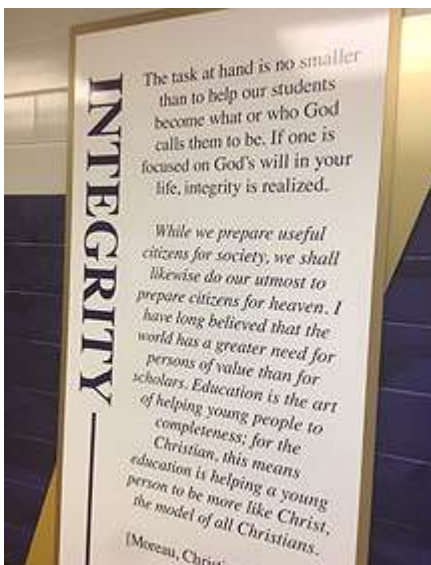 INTEGRITY
The task at hand is no smaller
than to help our students
become what or who God
calls them to be. If one is
focused on God's will in your
life, integrity is realized.
While we prepare useful
citizens for society, we shall
likewise do our utmost to
prepare citizens for heaven. I
have long believed that the
world has a greater need for
persons of value than for
scholars. Education is the art
of helping young people to
completeness; for the
Christian, this means
education is helping a young
person to be more like Christ,
the model of all Christians.
[Moreau,